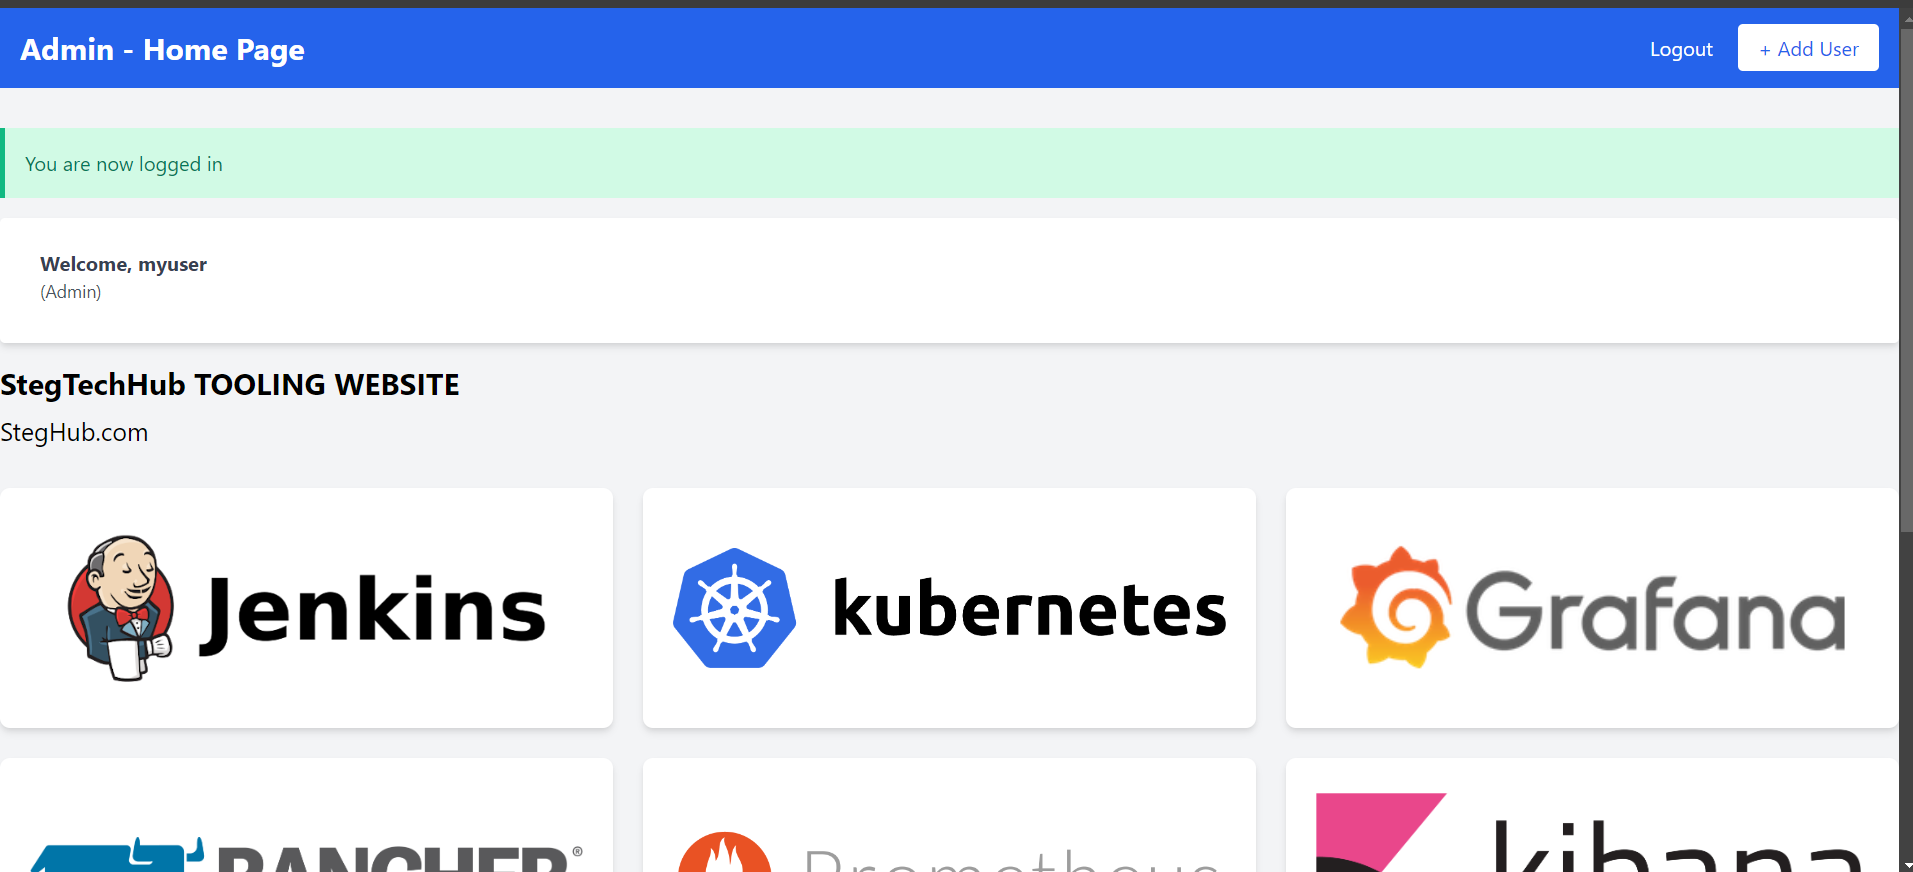 Admin - Home Page
Logout
+ Add User
You are now logged in
Welcome, myuser
(Admin)
StegTechHub TOOLING WEBSITE
StegHub.com
Jenkins
kubernetes
Grafana
RANCHER®
Prometheus
kibana